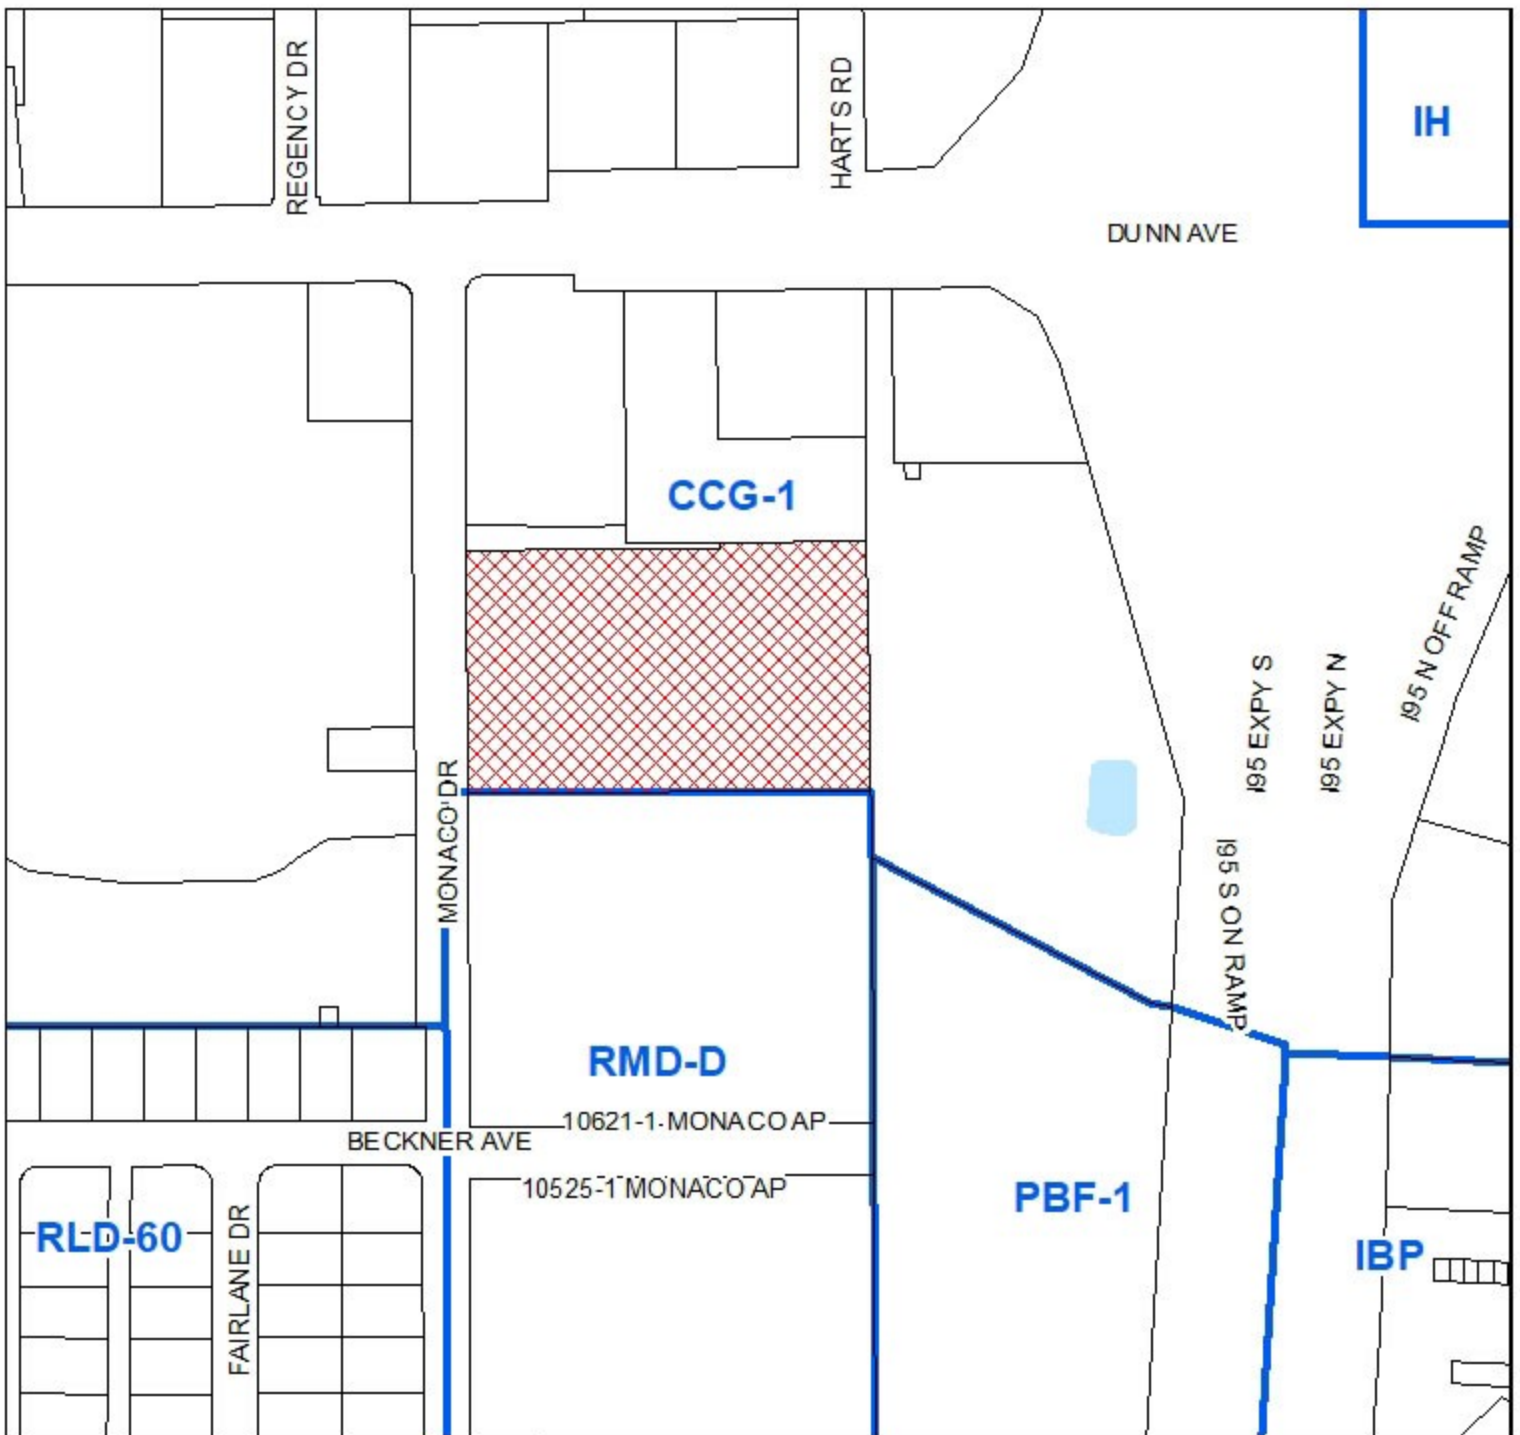 REGENCY DR
HARTS RD
IH
DUNN AVE
CCG-1
I95 N OFF RAMP
I95 EXPY S
I95 EXPY N
MONACO DR
I95 S ON RAMP
RMD-D
10621-1 MONACO AP
BECKNER AVE
10525-1 MONACO AP
PBF-1
RLD-60
FAIRLANE DR
IBP